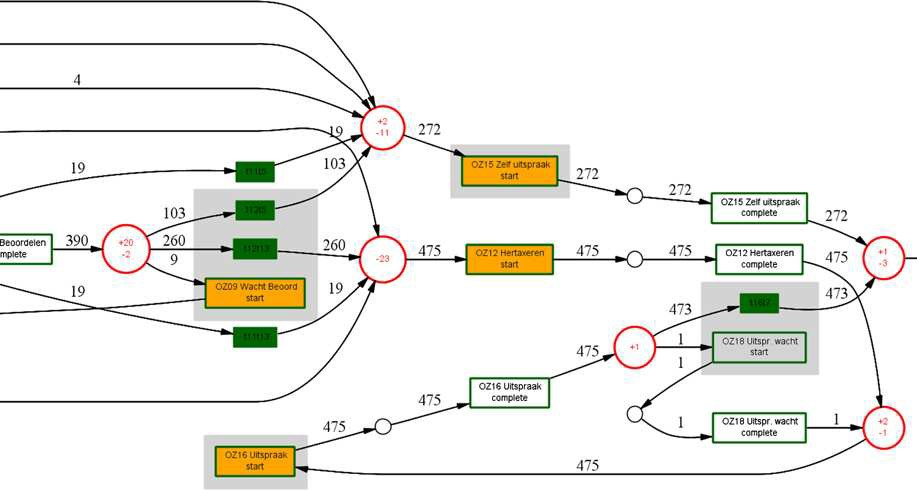 4
19
+2
-11
272
OZ15 Zelf uitspraak
start
272
272
OZ15 Zelf uitspraak
complete
272
19
103
103
390
260
9
+20
-2
Beoordelen
mplete
OZ09 Wacht Beoord
start
260
19
19
-23
475
OZ12 Hertaxeren
start
475
475
OZ12 Hertaxeren
complete
475
+1
-3
473
473
+1
1
OZ18 Uitspr. wacht
start
1
475
OZ16 Uitspraak
complete
475
475
1
OZ18 Uitspr. wacht
complete
1
+2
-1
OZ16 Uitspraak
start
475